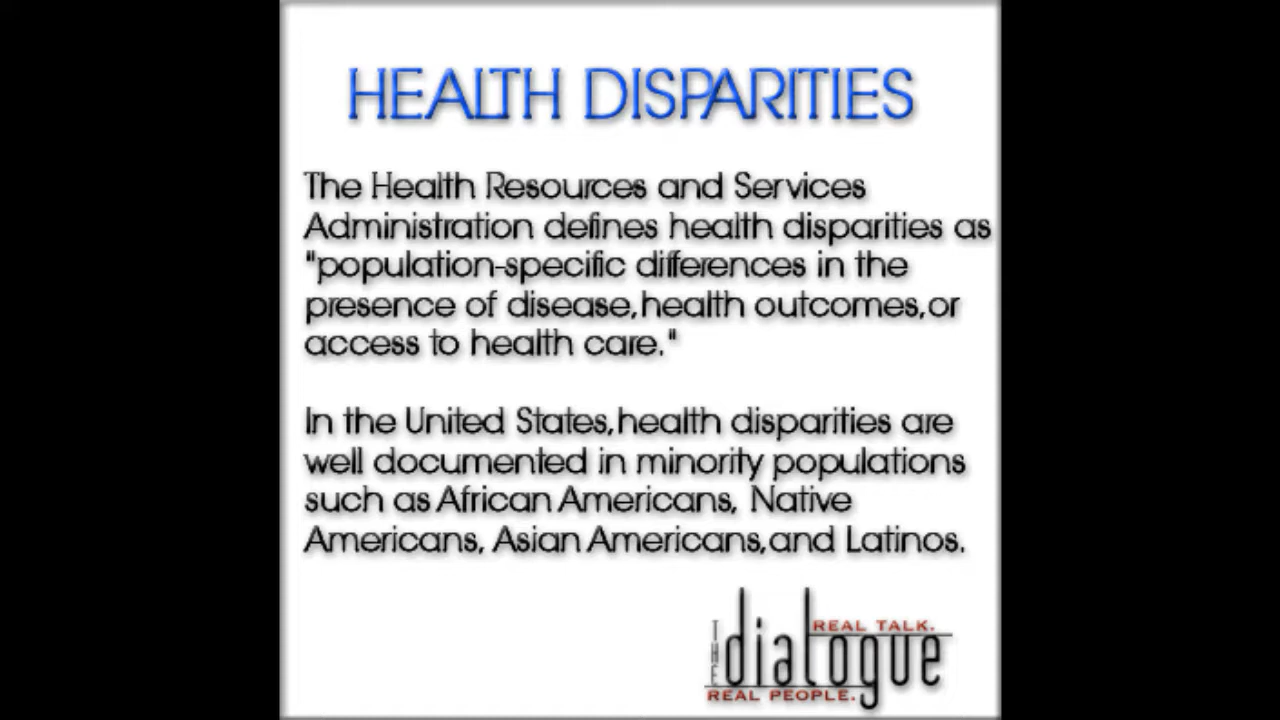 HEALTH DISPARITIES
The Health Resources and Services
Administration defines health disparities as
"population-specific differences in the
presence of disease, health outcomes, or
access to health care."
In the United States, health disparities are
well documented in minority populations
such as African Americans, Native
Americans, Asian Americans, and Latinos.
THE dialogue
REAL TALK.
REAL PEOPLE.